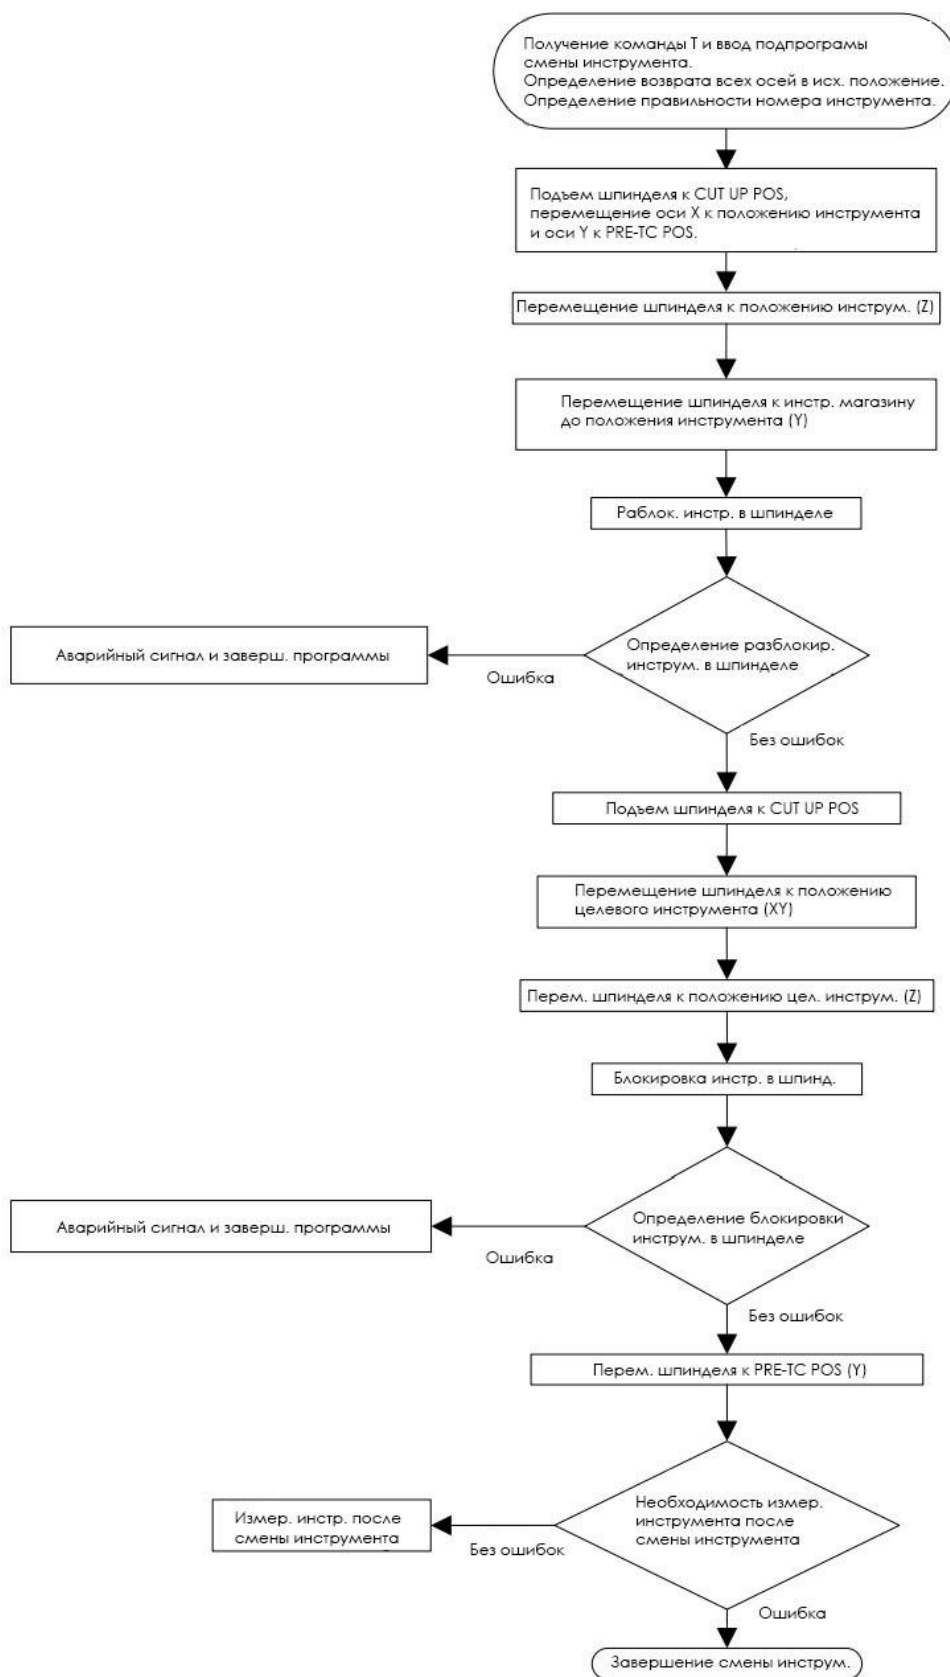 Получение команды Т и ввод подпрограмы
смены инструмента.
Определение возврата всех осей в исх. положение.
Определение правильности номера инструмента.
Подъем шпинделя к CUT UP POS,
перемещение оси X к положению инструмента
и оси Y к PRE-TC POS.
Перемещение шпинделя к положению инструм. (Z)
Перемещение шпинделя к инстр. магазину
до положения инструмента (Y)
Раблок. инстр. в шпинделе
Определение разблокир.
инструм. в шпинделе
Аварийный сигнал и заверш. программы
Ошибка
Без ошибок
Подъем шпинделя к CUT UP POS
Перемещение шпинделя к положению
целевого инструмента (XY)
Перем. шпинделя к положению цел. инструм. (Z)
Блокировка инстр. в шпинд.
Определение блокировки
инструм. в шпинделе
Аварийный сигнал и заверш. программы
Ошибка
Без ошибок
Перем. шпинделя к PRE-TC POS (Y)
Необходимость измер.
инструмента после
смены инструмента
Измер. инстр. после
смены инструмента
Без ошибок
Ошибка
Завершение смены инструм.